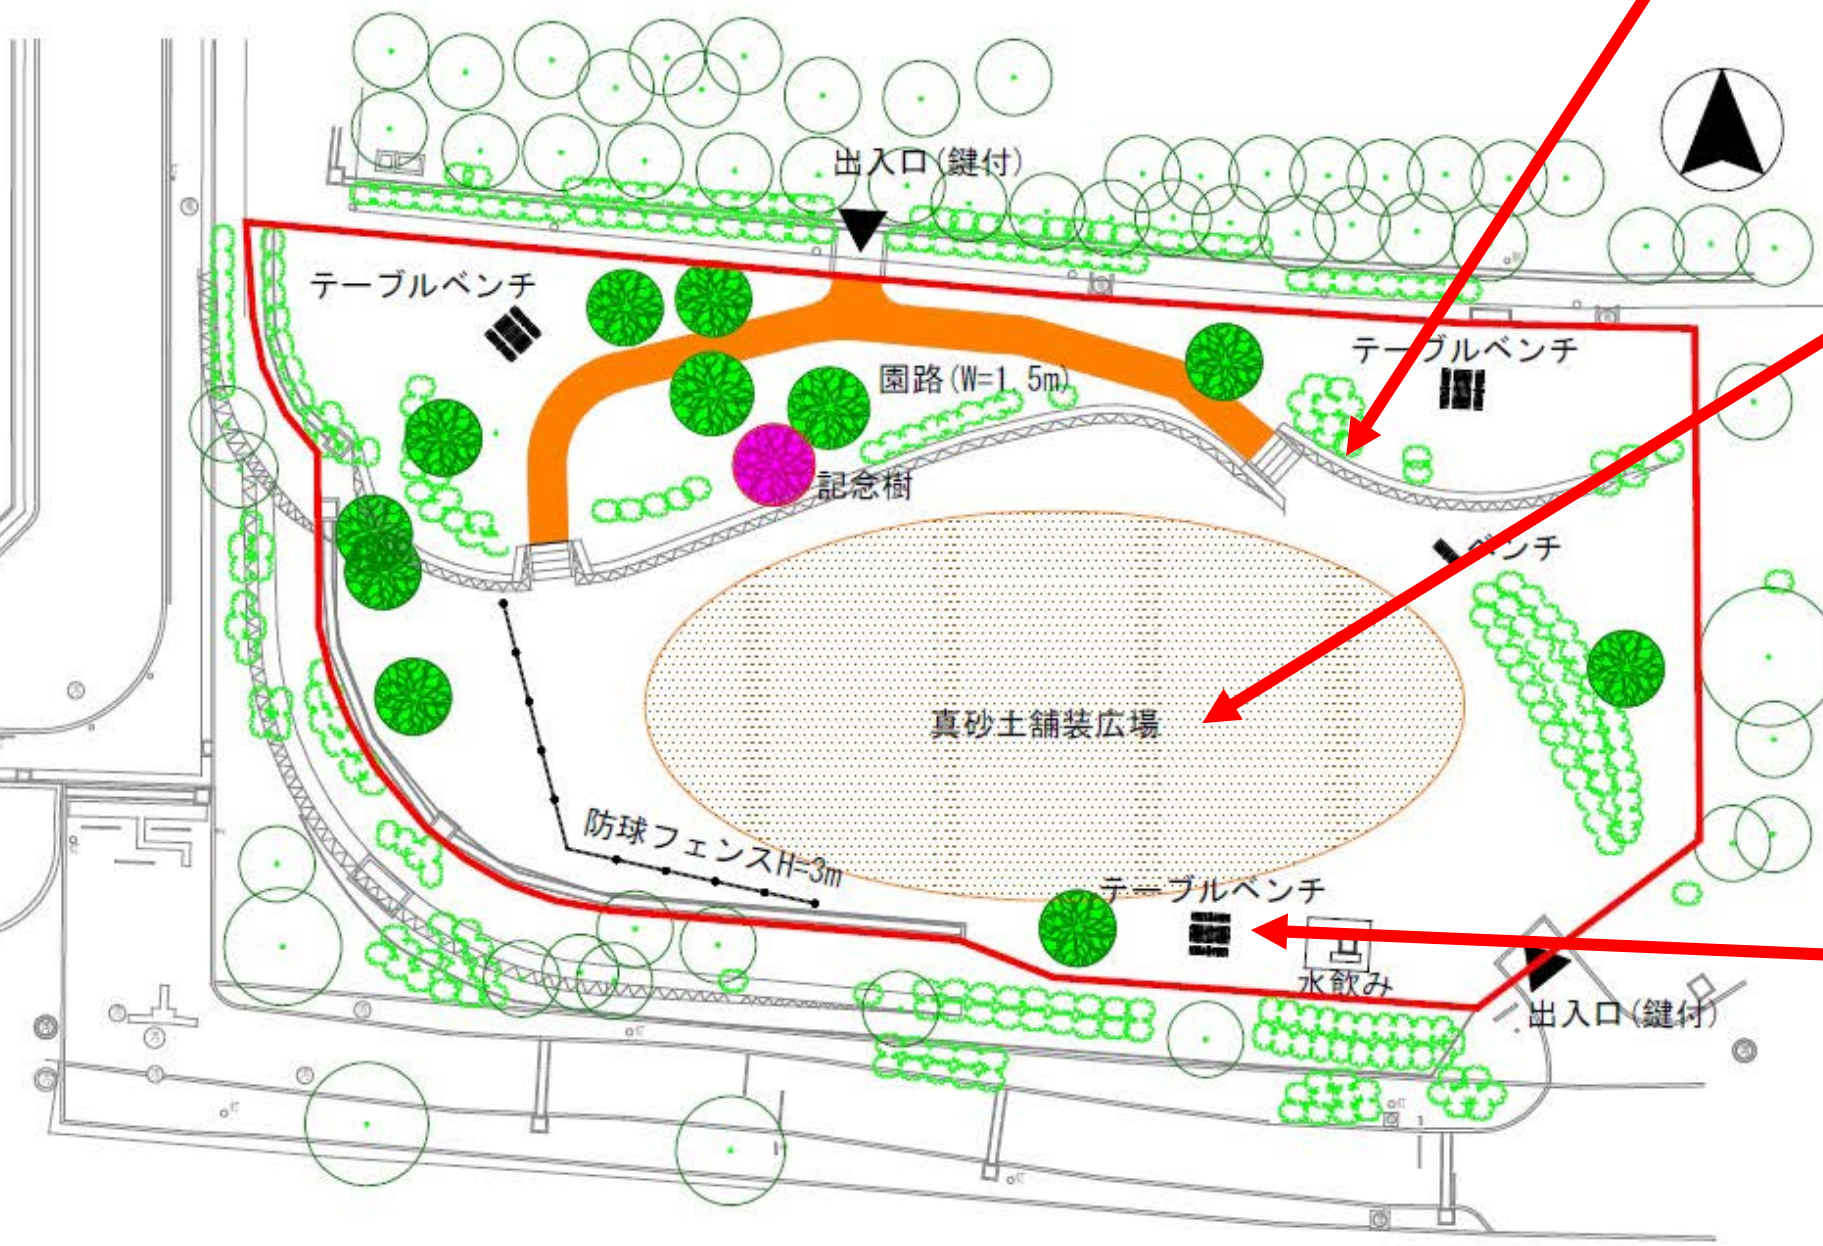 出入口(鍵付)
テーブルベンチ
テーブルベンチ
園路(W=1.5m)
記念樹
ベンチ
真砂土舗装広場
防球フェンスH=3m
テーブルベンチ
水飲み
出入口(鍵付)